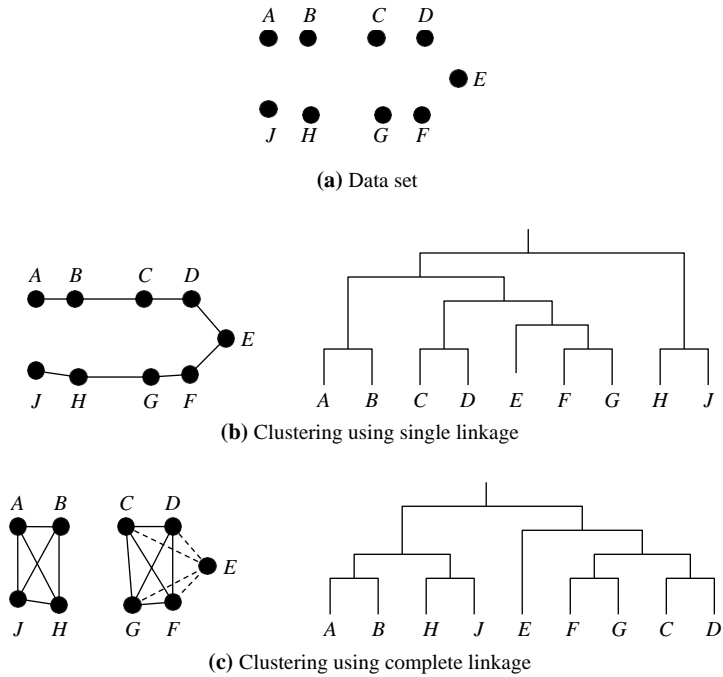 A B C D
E
J H G F
(a) Data set
A B C D
E
J H G F
A B C D E F G H J
(b) Clustering using single linkage
A B C D
E
J H G F
A B H J E F G C D
(c) Clustering using complete linkage